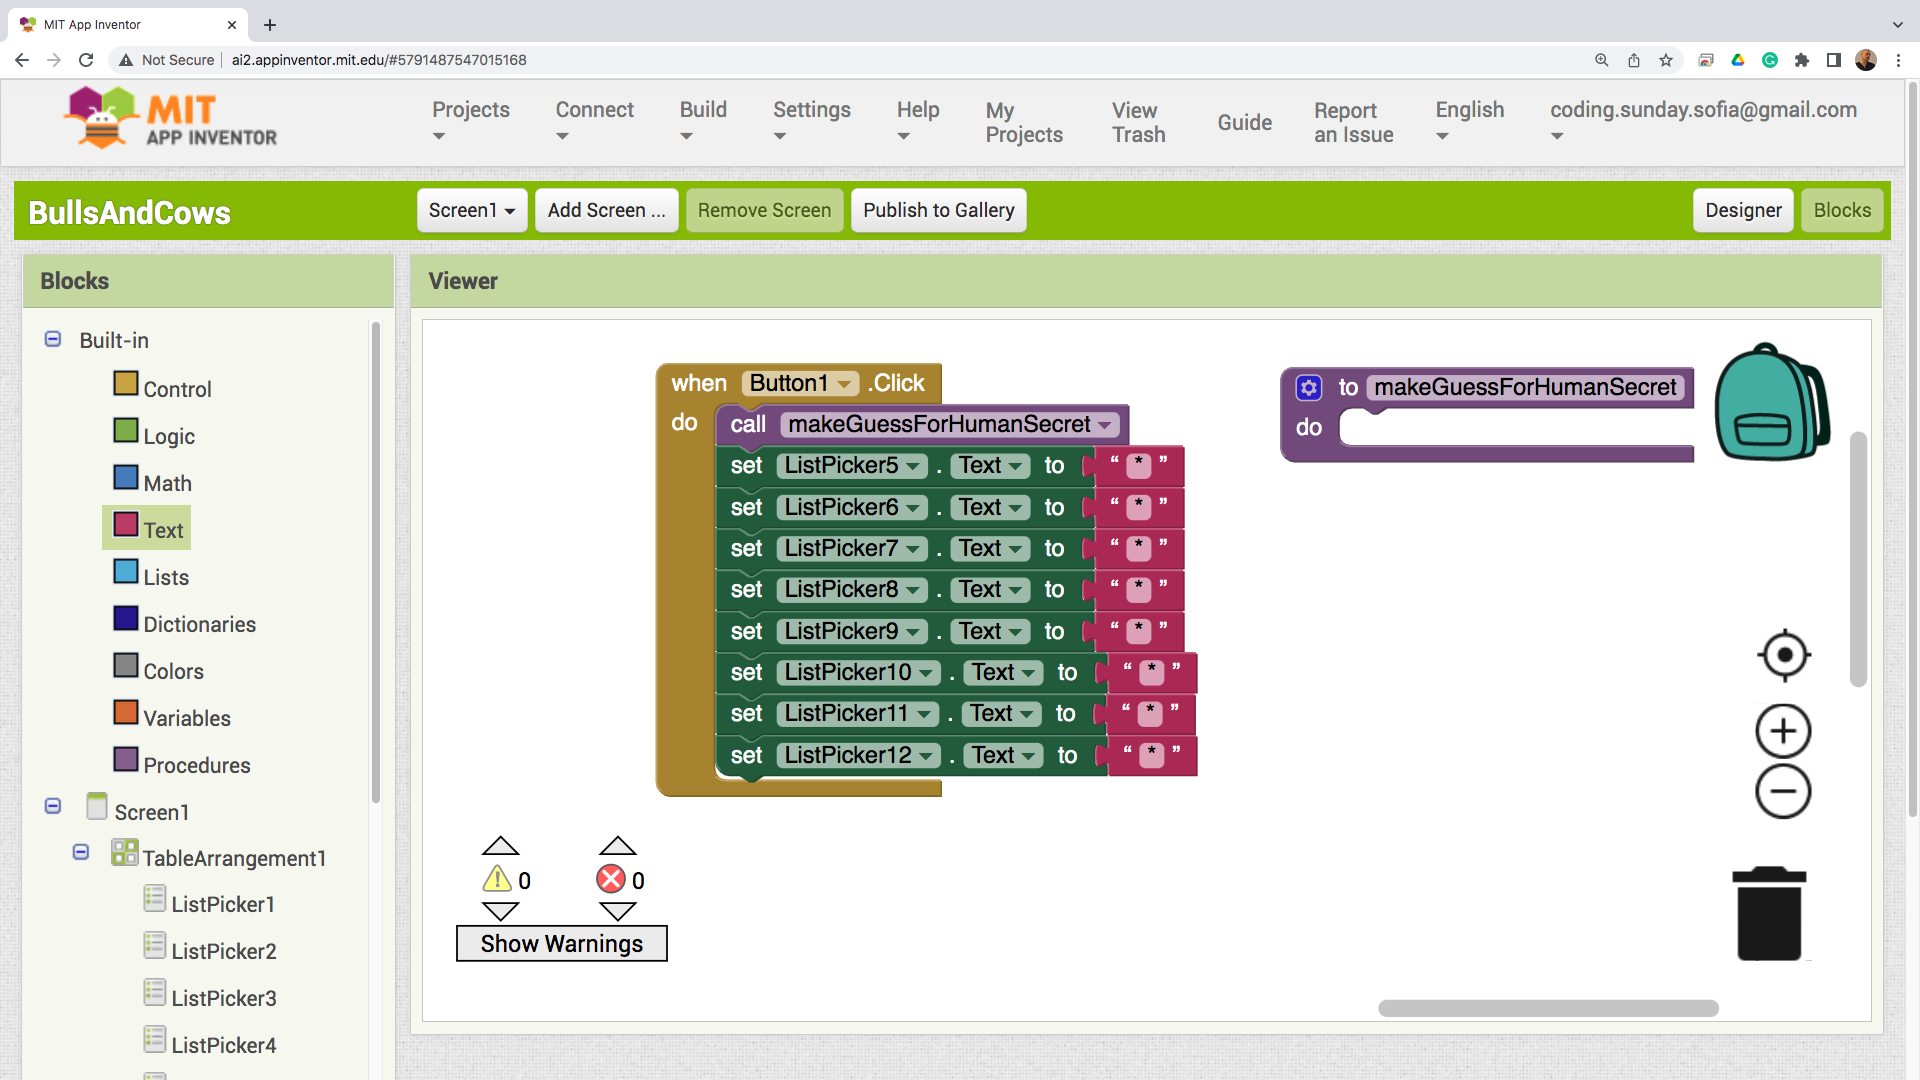 MIT App Inventor
Not Secure ai2.appinventor.mit.edu/#5791487547015168
MIT
APP INVENTOR
Projects
Connect
Build
Settings
Help
My
Projects
View
Trash
Guide
Report
an Issue
English
coding.sunday.sofia@gmail.com
BullsAndCows
Screen1
Add Screen ...
Remove Screen
Publish to Gallery
Designer
Blocks
Blocks
Built-in
Control
Logic
Math
Text
Lists
Dictionaries
Colors
Variables
Procedures
Screen1
TableArrangement1
ListPicker1
ListPicker2
ListPicker3
ListPicker4
Viewer
when Button1 .Click
do call makeGuessForHumanSecret
set ListPicker5 . Text to “ * ”
set ListPicker6 . Text to “ * ”
set ListPicker7 . Text to “ * ”
set ListPicker8 . Text to “ * ”
set ListPicker9 . Text to “ * ”
set ListPicker10 . Text to “ * ”
set ListPicker11 . Text to “ * ”
set ListPicker12 . Text to “ * ”
to makeGuessForHumanSecret
do
0 0
Show Warnings